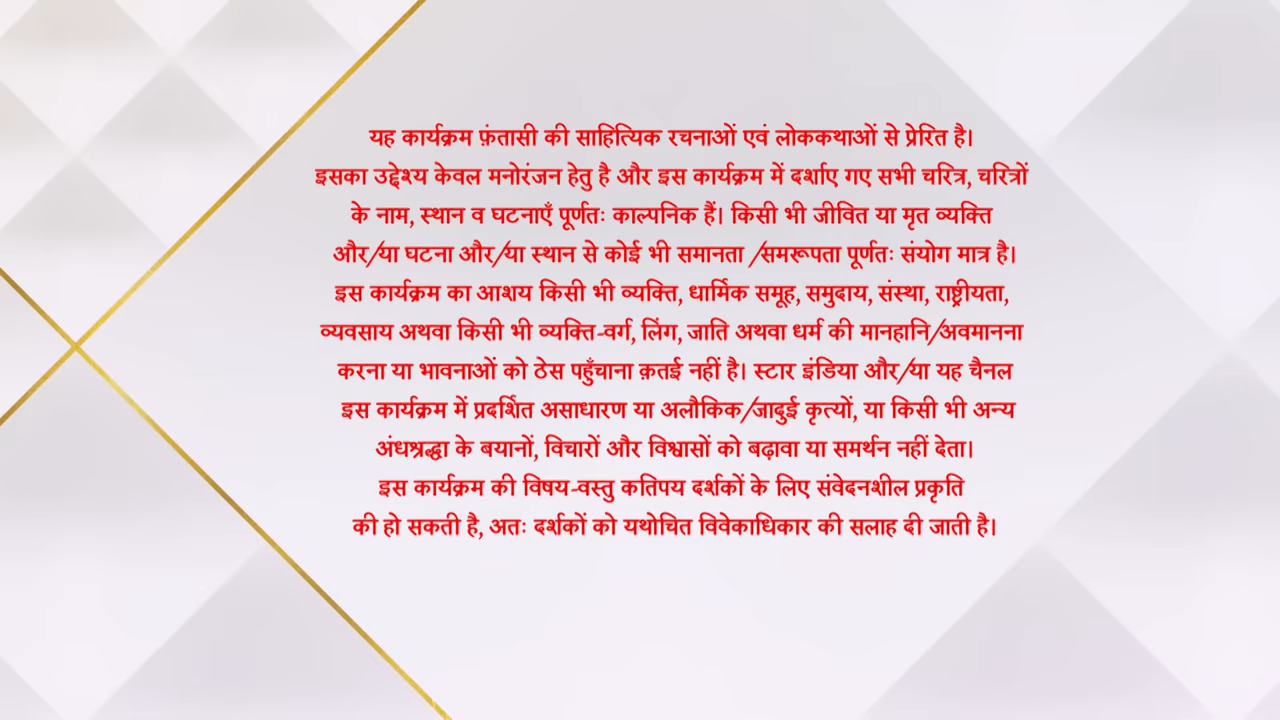 यह कार्यक्रम फ़ंतासी की साहित्यिक रचनाओं एवं लोककथाओं से प्रेरित है।
इसका उद्देश्य केवल मनोरंजन हेतु है और इस कार्यक्रम में दर्शाए गए सभी चरित्र, चरित्रों
के नाम, स्थान व घटनाएँ पूर्णतः काल्पनिक हैं। किसी भी जीवित या मृत व्यक्ति
और/या घटना और/या स्थान से कोई भी समानता /समरूपता पूर्णतः संयोग मात्र है।
इस कार्यक्रम का आशय किसी भी व्यक्ति, धार्मिक समूह, समुदाय, संस्था, राष्ट्रीयता,
व्यवसाय अथवा किसी भी व्यक्ति-वर्ग, लिंग, जाति अथवा धर्म की मानहानि/अवमानना
करना या भावनाओं को ठेस पहुँचाना क़तई नहीं है। स्टार इंडिया और/या यह चैनल
इस कार्यक्रम में प्रदर्शित असाधारण या अलौकिक/जादुई कृत्यों, या किसी भी अन्य
अंधश्रद्धा के बयानों, विचारों और विश्वासों को बढ़ावा या समर्थन नहीं देता।
इस कार्यक्रम की विषय-वस्तु कतिपय दर्शकों के लिए संवेदनशील प्रकृति
की हो सकती है, अतः दर्शकों को यथोचित विवेकाधिकार की सलाह दी जाती है।